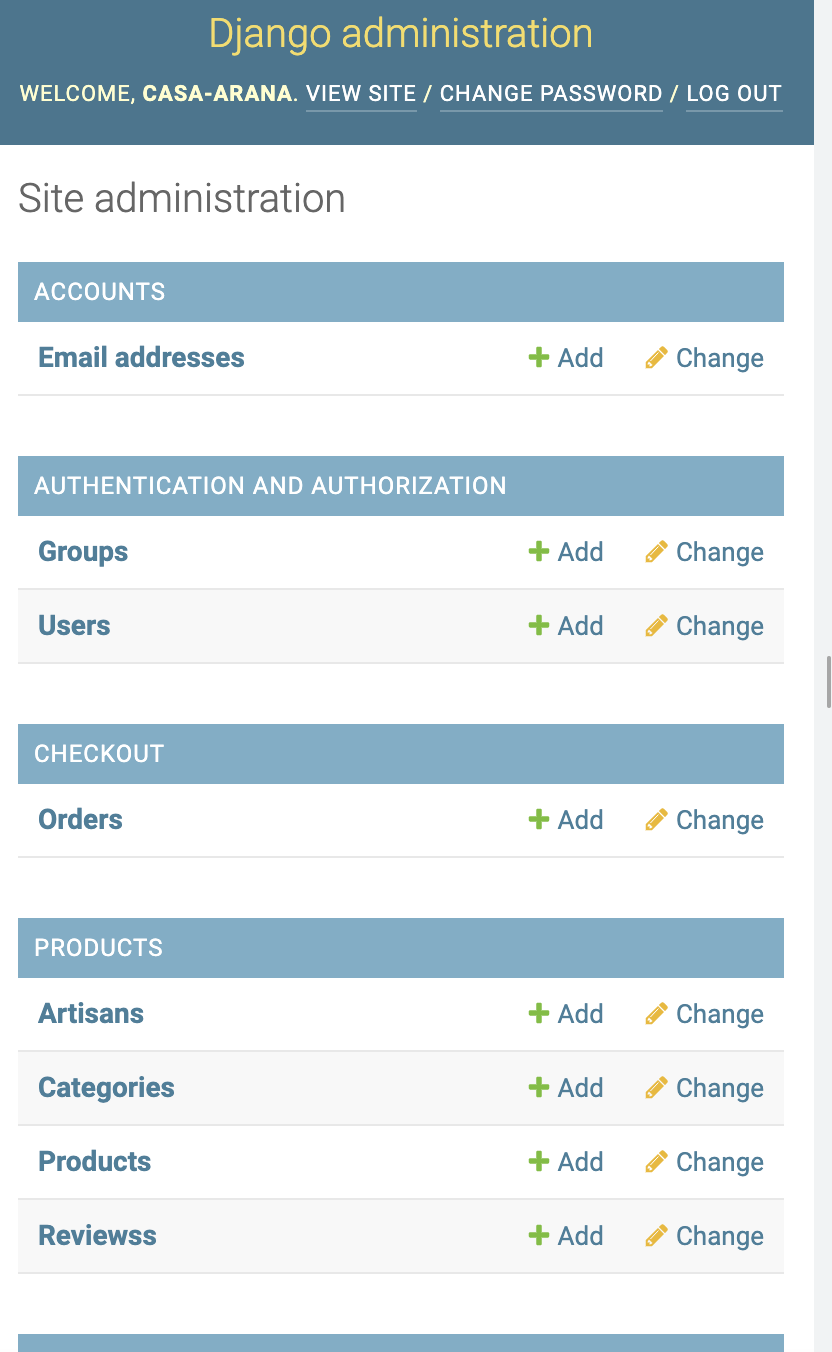 Django administration
WELCOME, CASA-ARANA. VIEW SITE / CHANGE PASSWORD / LOG OUT
Site administration
ACCOUNTS
Email addresses Add Change
AUTHENTICATION AND AUTHORIZATION
Groups Add Change
Users Add Change
CHECKOUT
Orders Add Change
PRODUCTS
Artisans Add Change
Categories Add Change
Products Add Change
Reviewss Add Change